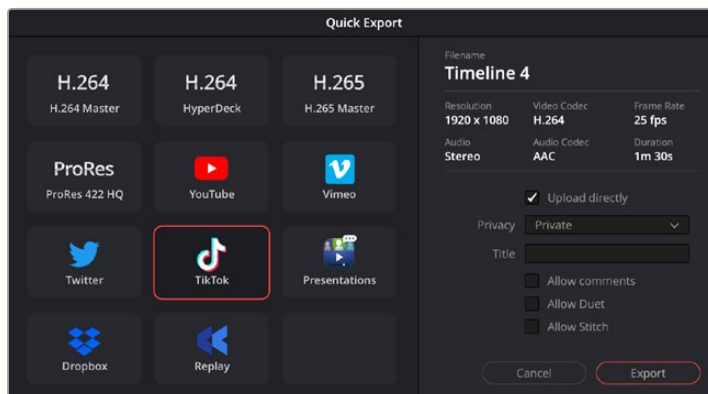 Quick Export
H.264
H.264 Master
H.264
HyperDeck
H.265
H.265 Master
ProRes
ProRes 422 HQ
YouTube
Vimeo
Twitter
TikTok
Presentations
Dropbox
Replay
Filename
Timeline 4
Resolution Video Codec Frame Rate
1920 x 1080 H.264 25 fps
Audio Audio Codec Duration
Stereo AAC 1m 30s
Upload directly
Privacy Private
Title
Allow comments
Allow Duet
Allow Stitch
Cancel Export